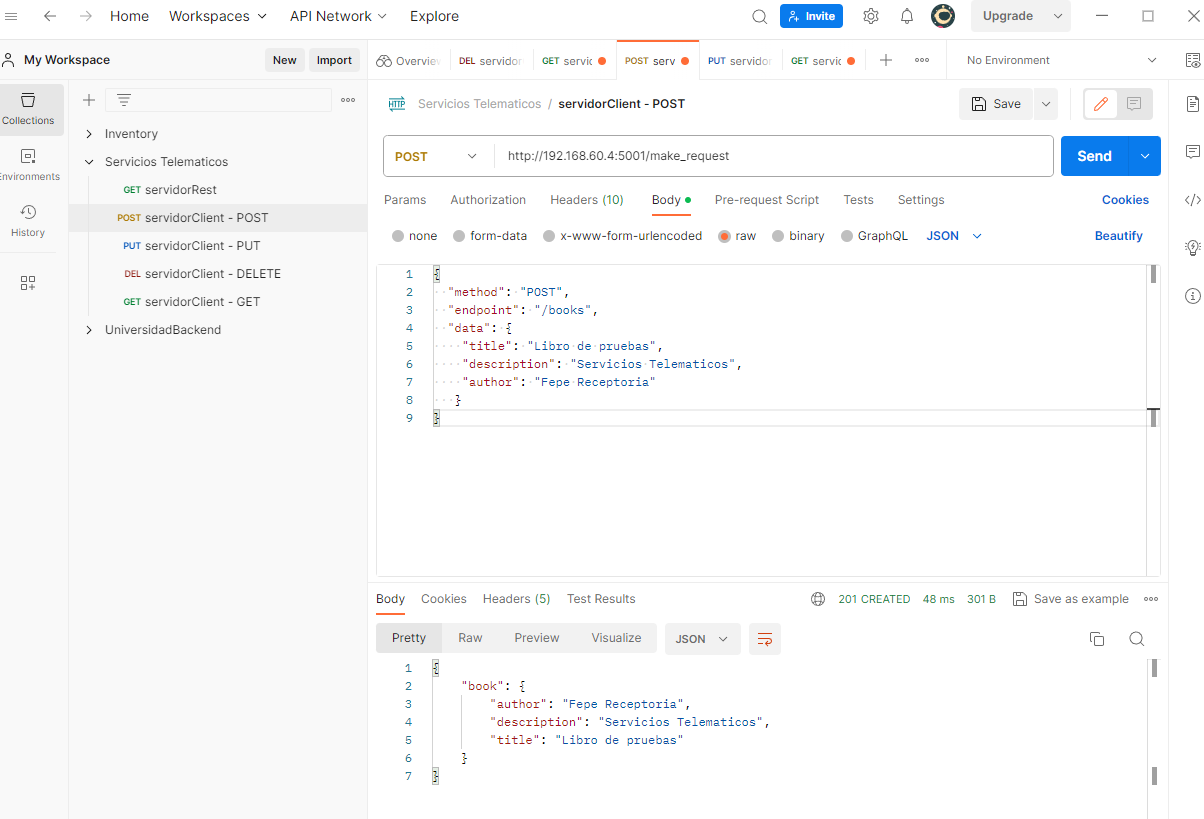 Home Workspaces API Network Explore Invite Upgrade
My Workspace New Import Overview DEL servidor GET servic POST serv PUT servidor GET servic No Environment
Collections
Environments
History
Inventory
Servicios Telematicos
GET servidorRest
POST servidorClient - POST
PUT servidorClient - PUT
DEL servidorClient - DELETE
GET servidorClient - GET
UniversidadBackend
HTTP Servicios Telematicos / servidorClient - POST Save
POST http://192.168.60.4:5001/make_request Send
Params Authorization Headers (10) Body Pre-request Script Tests Settings Cookies
none form-data x-www-form-urlencoded raw binary GraphQL JSON Beautify
1 {
2 "method": "POST",
3 "endpoint": "/books",
4 "data": {
5 "title": "Libro de pruebas",
6 "description": "Servicios Telematicos",
7 "author": "Fepe Receptoria"
8 }
9 }
Body Cookies Headers (5) Test Results 201 CREATED 48 ms 301 B Save as example
Pretty Raw Preview Visualize JSON
1 {
2 "book": {
3 "author": "Fepe Receptoria",
4 "description": "Servicios Telematicos",
5 "title": "Libro de pruebas"
6 }
7 }